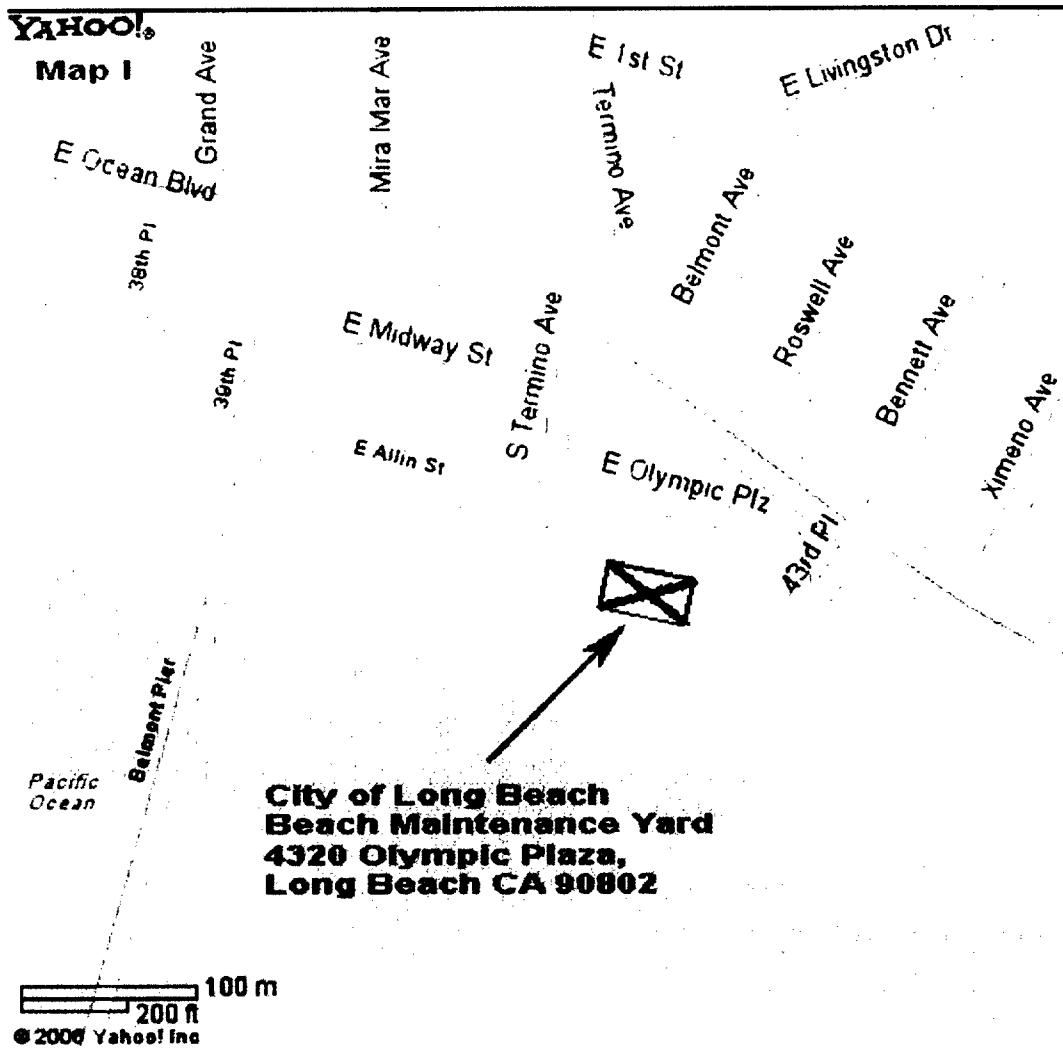 YAHOO!®
Map I
Grand Ave
Mira Mar Ave
E 1st St
E Livingston Dr
Termino Ave
E Ocean Blvd
38th Pl
Belmont Ave
Roswell Ave
Bennett Ave
Ximeno Ave
39th Pl
E Midway St
S Termino Ave
E Allin St
E Olympic Plz
43rd Pl
Belmont Pier
Pacific
Ocean
City of Long Beach
Beach Maintenance Yard
4320 Olympic Plaza,
Long Beach CA 90802
100 m
200 ft
© 2006 Yahoo! Inc